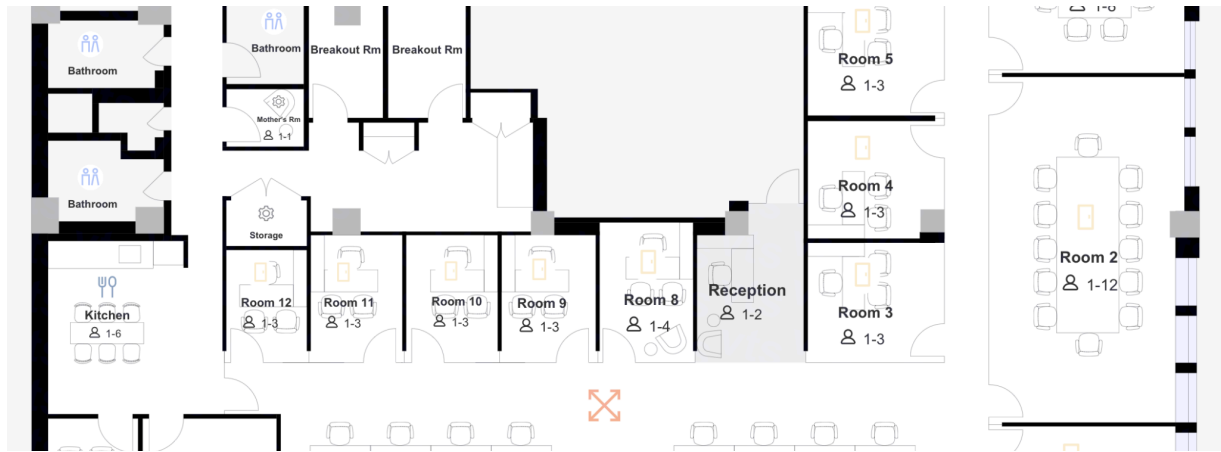 1-6
Bathroom
Bathroom
Breakout Rm
Breakout Rm
Room 5
1-3
Mother's Rm
1-1
Room 4
1-3
Bathroom
Storage
Room 2
1-12
Room 12
1-3
Room 11
1-3
Room 10
1-3
Room 9
1-3
Room 8
1-4
Reception
1-2
Room 3
1-3
Kitchen
1-6